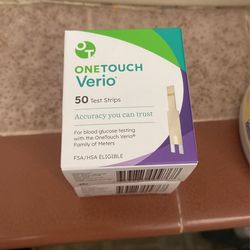 ONETOUCH
Verio®
50 Test Strips
Accuracy you can trust
For blood glucose testing
with the OneTouch Verio®
Family of Meters
FSA/HSA ELIGIBLE